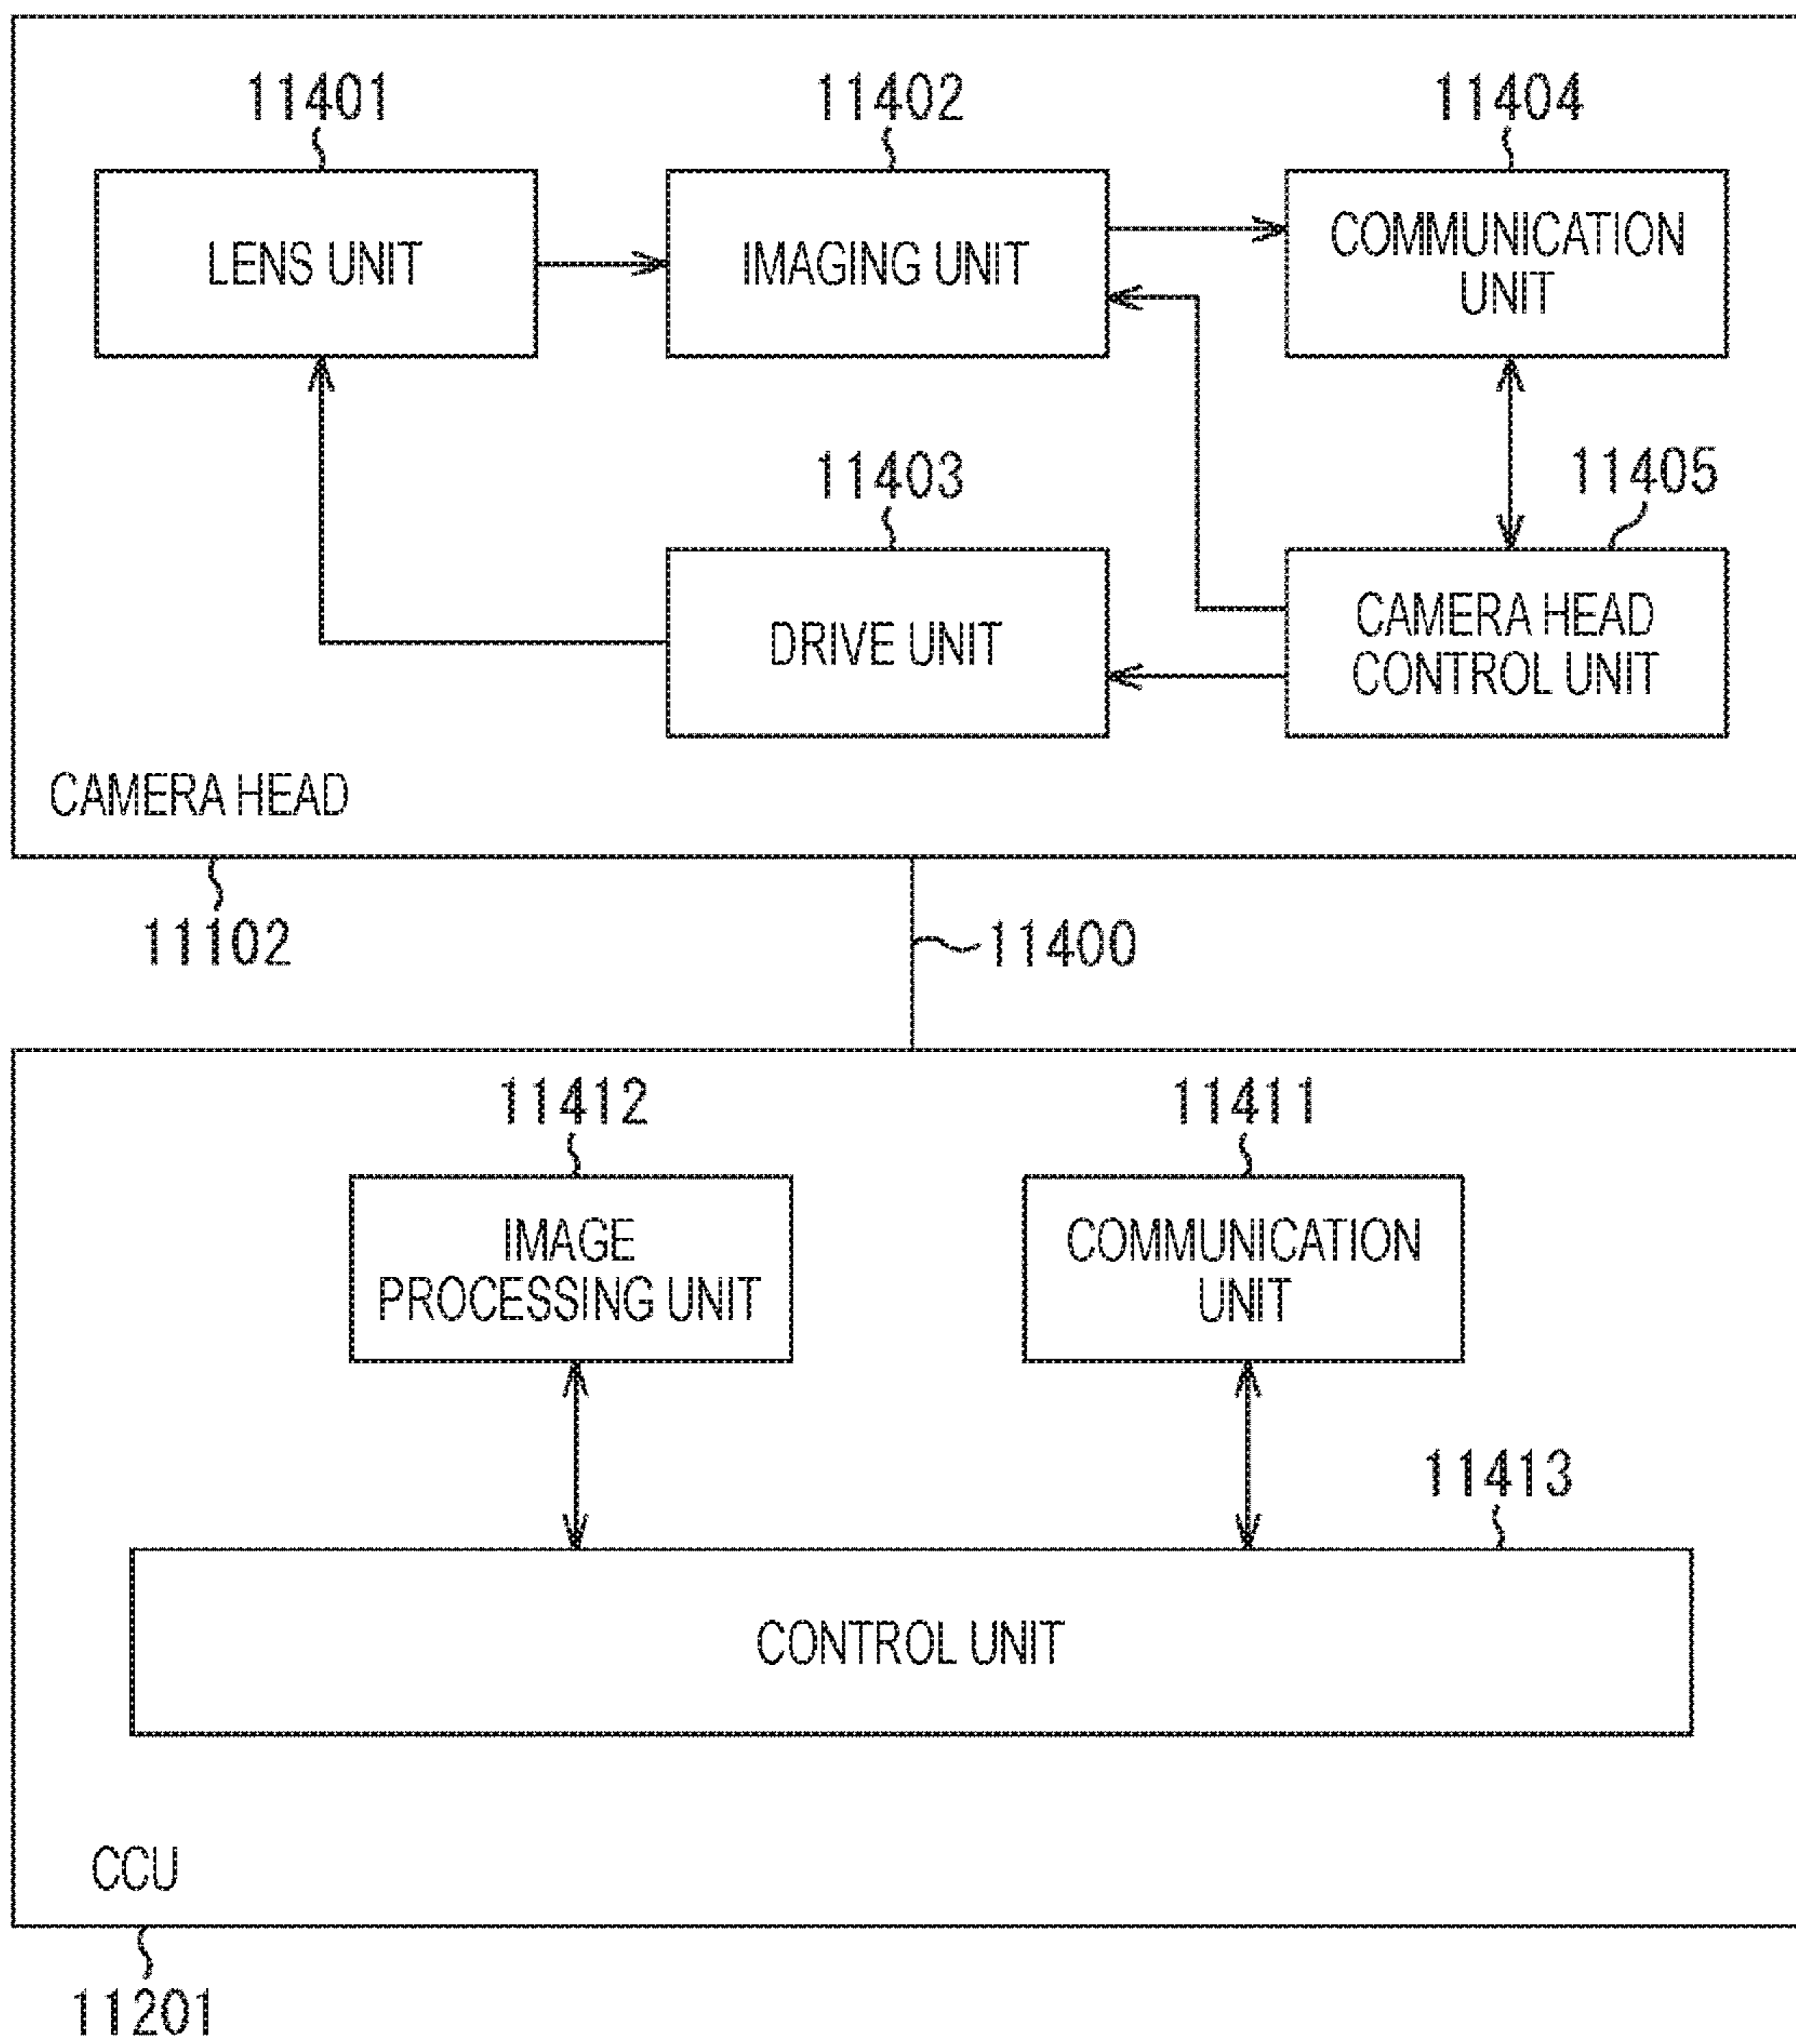 11401
11402
11404
LENS UNIT
IMAGING UNIT
COMMUNICATION
UNIT
11403
11405
DRIVE UNIT
CAMERA HEAD
CONTROL UNIT
CAMERA HEAD
11102
11400
11412
11411
IMAGE
PROCESSING UNIT
COMMUNICATION
UNIT
11413
CONTROL UNIT
CCU
11201